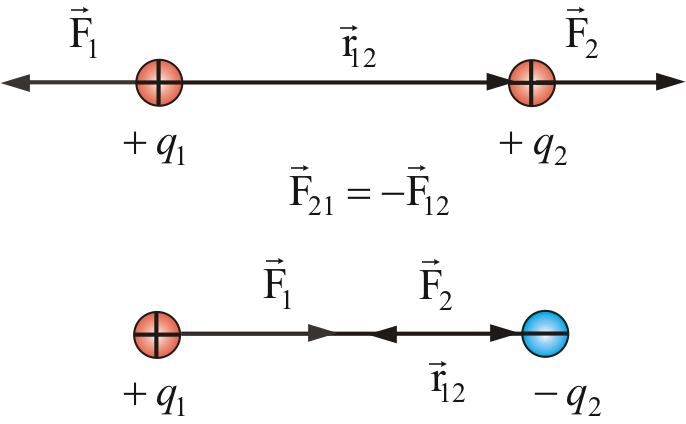 F⃗₁ r⃗₁₂ F⃗₂
+ q₁ + q₂
F⃗₂₁ = −F⃗₁₂
F⃗₁ F⃗₂
r⃗₁₂
+ q₁ − q₂